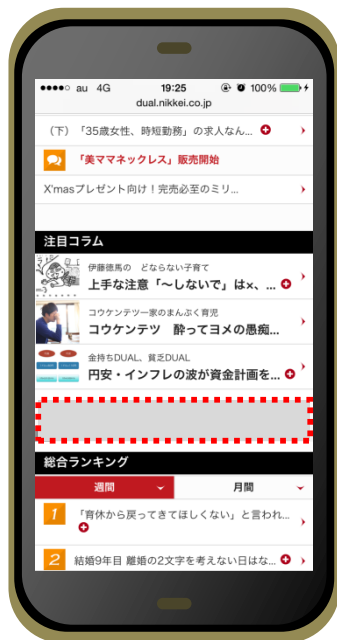 au 4G 19:25 100%
dual.nikkei.co.jp
（下） 「35歳女性、時短勤務」の求人なん...
「美ママネックレス」販売開始
X'masプレゼント向け！完売必至のミリ...
注目コラム
伊藤徳馬の どならない子育て
上手な注意「～しないで」は×、...
コウケンテツ一家のまんぷく育児
コウケンテツ 酔ってヨメの愚痴...
金持ちDUAL、貧乏DUAL
円安・インフレの波が資金計画を...
総合ランキング
週間 月間
1 「育休から戻ってきてほしくない」と言われ...
2 結婚9年目 離婚の2文字を考えない日はな...